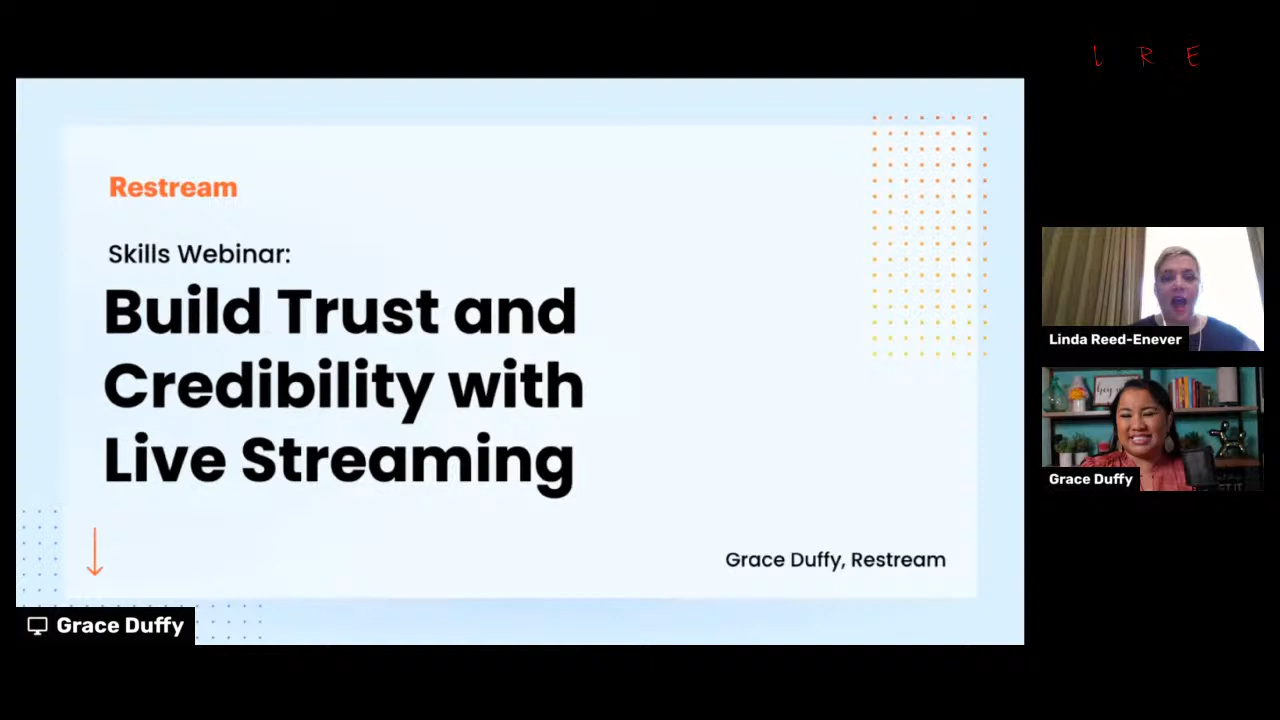 L R E
Restream
Skills Webinar:
Build Trust and
Credibility with
Live Streaming
Grace Duffy, Restream
Grace Duffy
Linda Reed-Enever
Grace Duffy